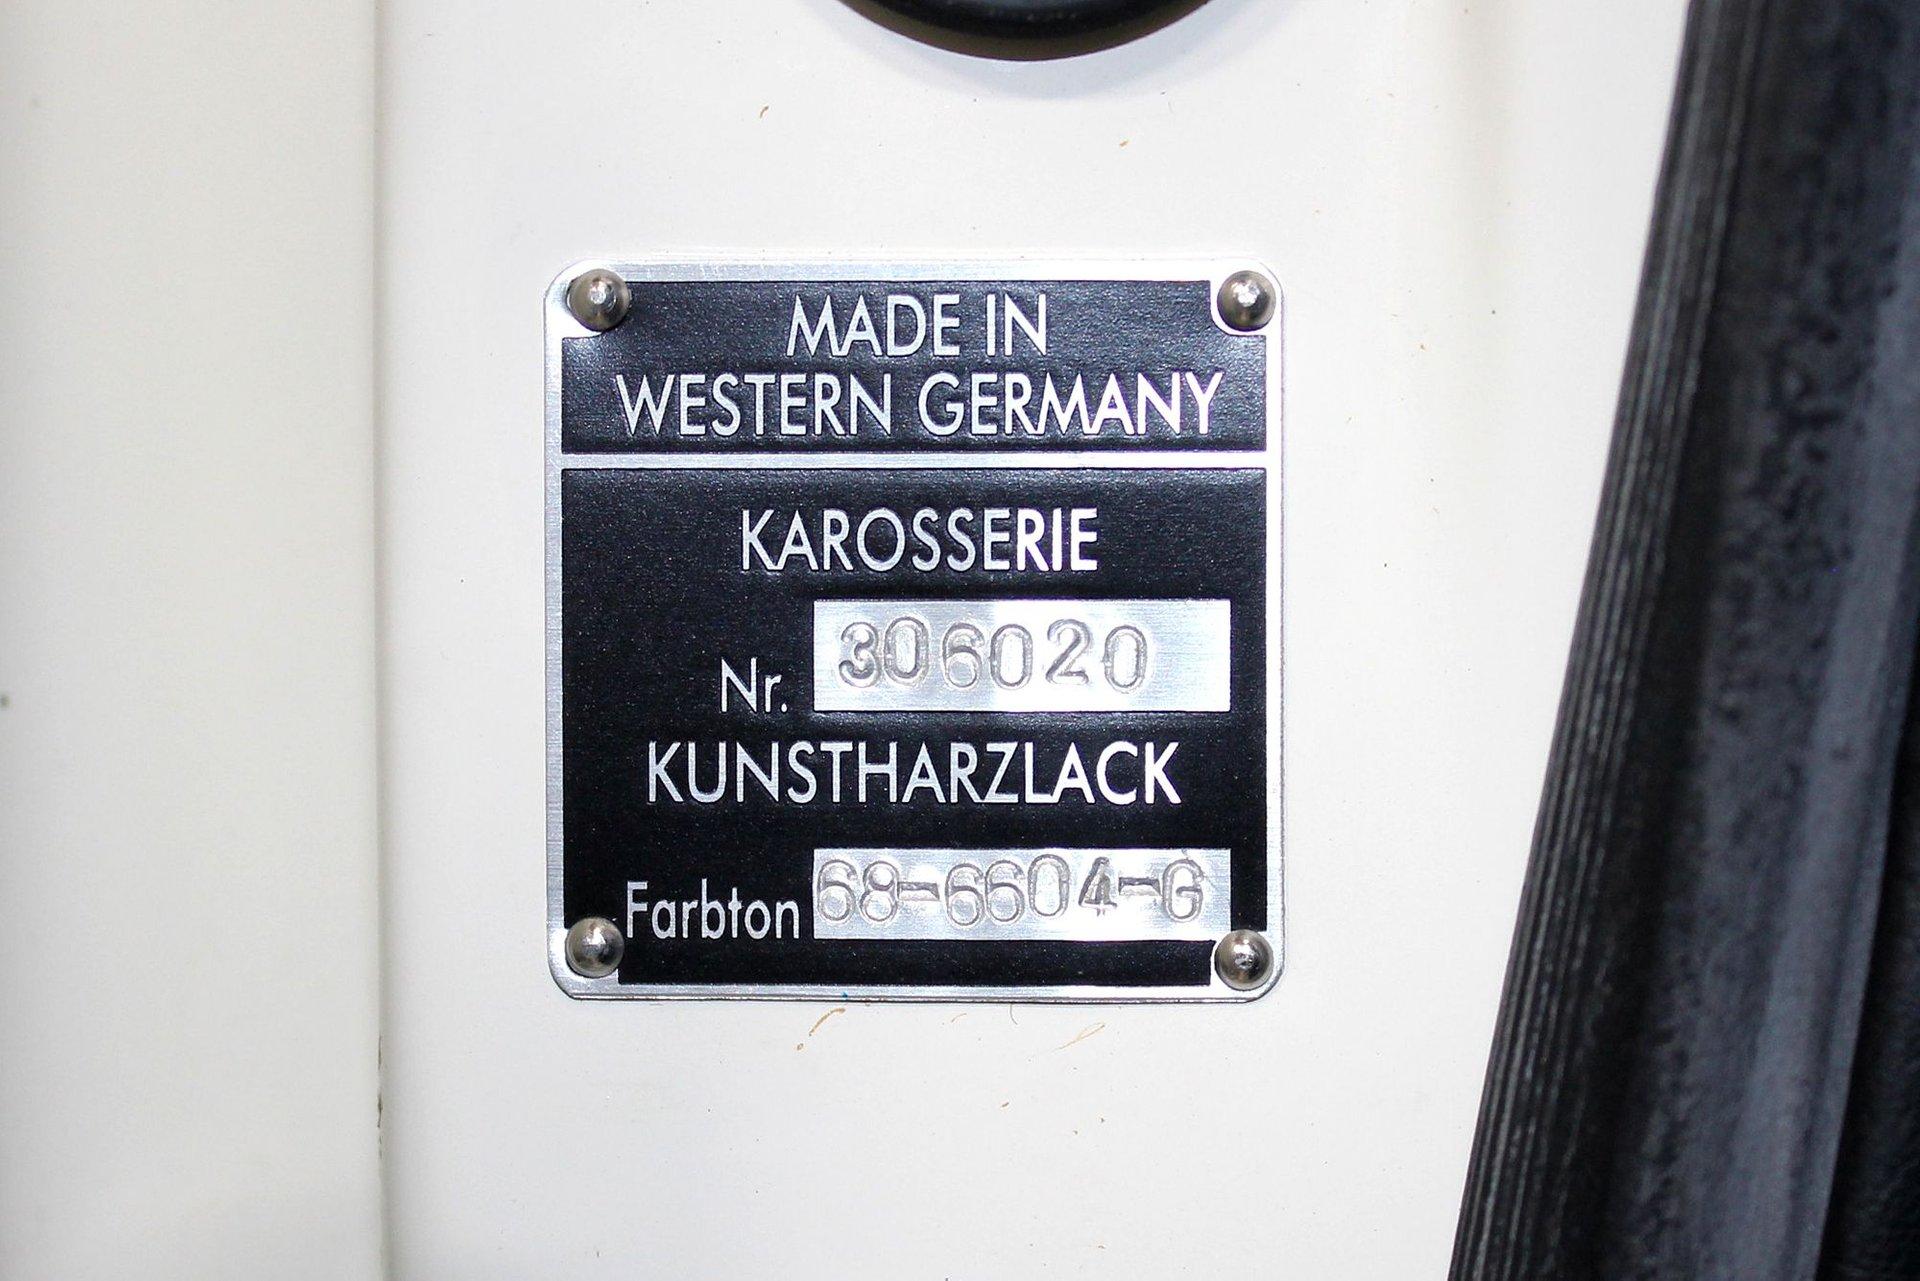 MADE IN
WESTERN GERMANY
KAROSSERIE
Nr. 306020
KUNSTHARZLACK
Farbton 68-6604-G